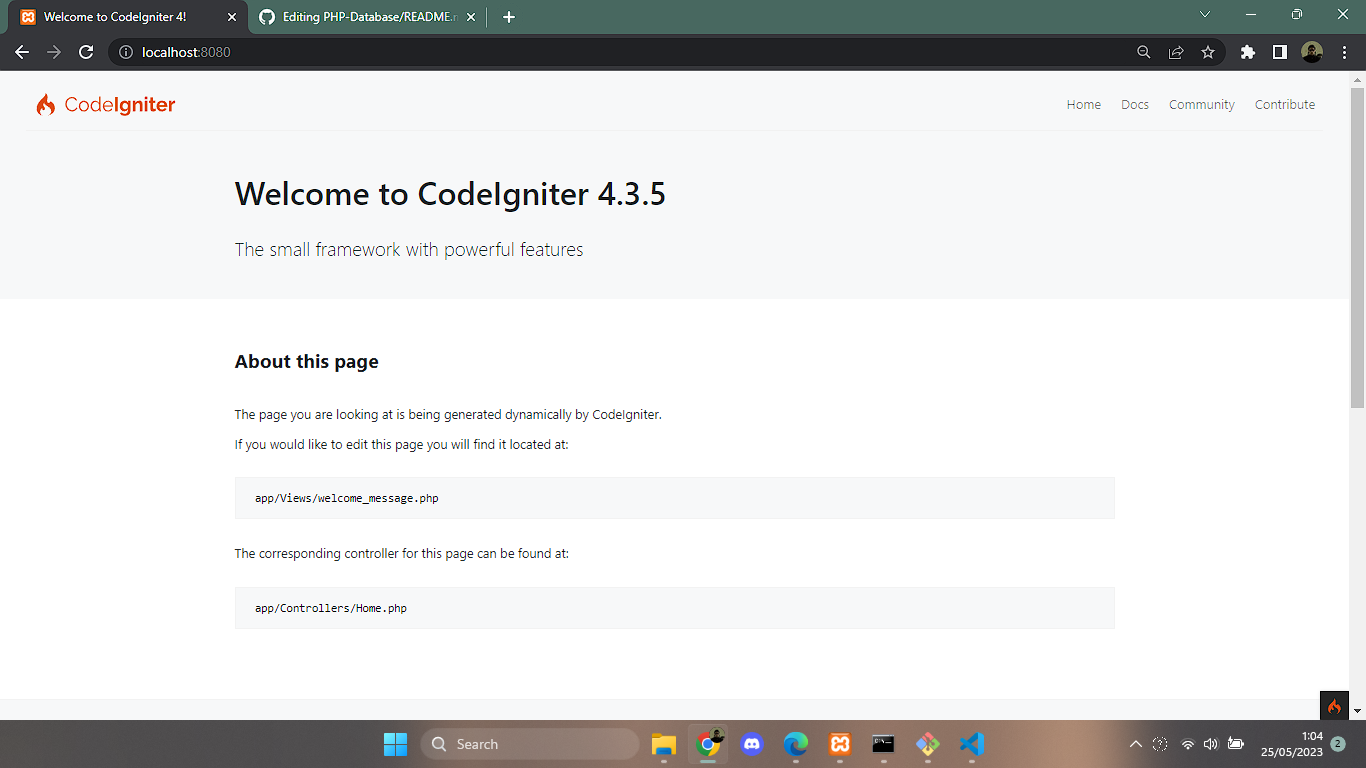 Welcome to CodeIgniter 4!
Editing PHP-Database/README.
localhost:8080
CodeIgniter
Home Docs Community Contribute
Welcome to CodeIgniter 4.3.5
The small framework with powerful features
About this page
The page you are looking at is being generated dynamically by CodeIgniter.
If you would like to edit this page you will find it located at:
app/Views/welcome_message.php
The corresponding controller for this page can be found at:
app/Controllers/Home.php
Search
1:04
25/05/2023
2